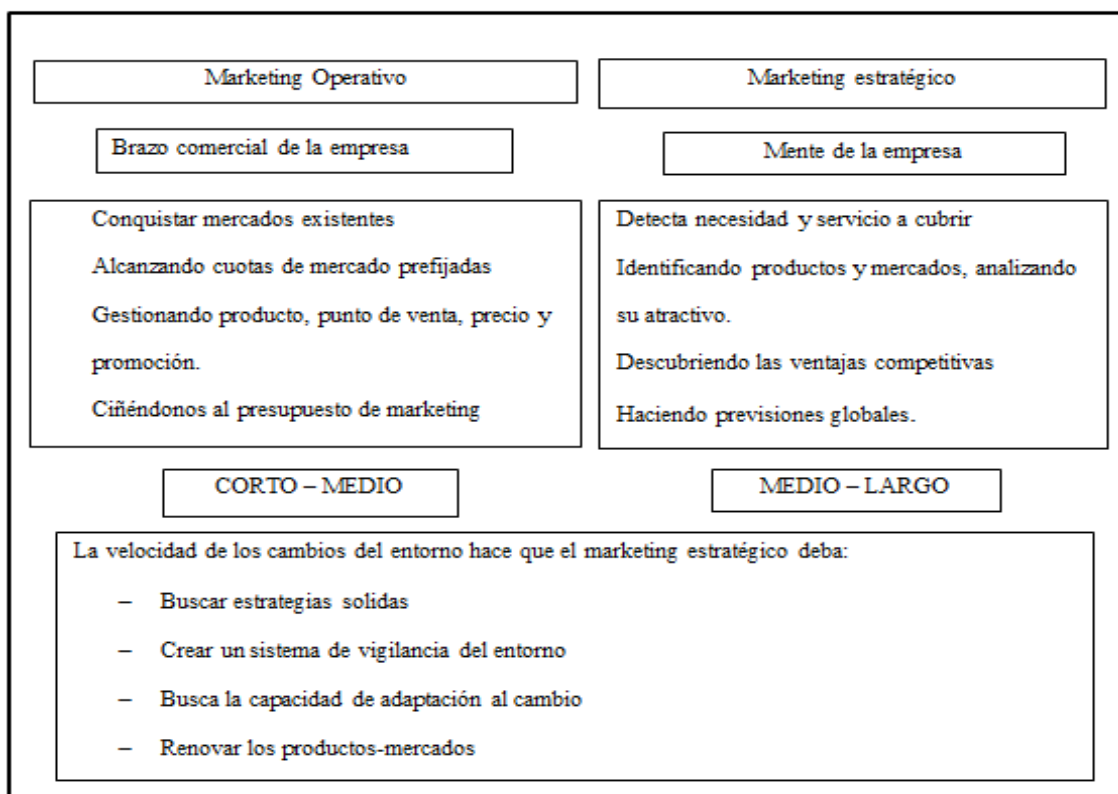 Marketing Operativo
Marketing estratégico
Brazo comercial de la empresa
Mente de la empresa
Conquistar mercados existentes
Alcanzando cuotas de mercado prefijadas
Gestionando producto, punto de venta, precio y
promoción.
Ciñéndonos al presupuesto de marketing
Detecta necesidad y servicio a cubrir
Identificando productos y mercados, analizando
su atractivo.
Descubriendo las ventajas competitivas
Haciendo previsiones globales.
CORTO – MEDIO
MEDIO – LARGO
La velocidad de los cambios del entorno hace que el marketing estratégico deba:
– Buscar estrategias solidas
– Crear un sistema de vigilancia del entorno
– Busca la capacidad de adaptación al cambio
– Renovar los productos-mercados